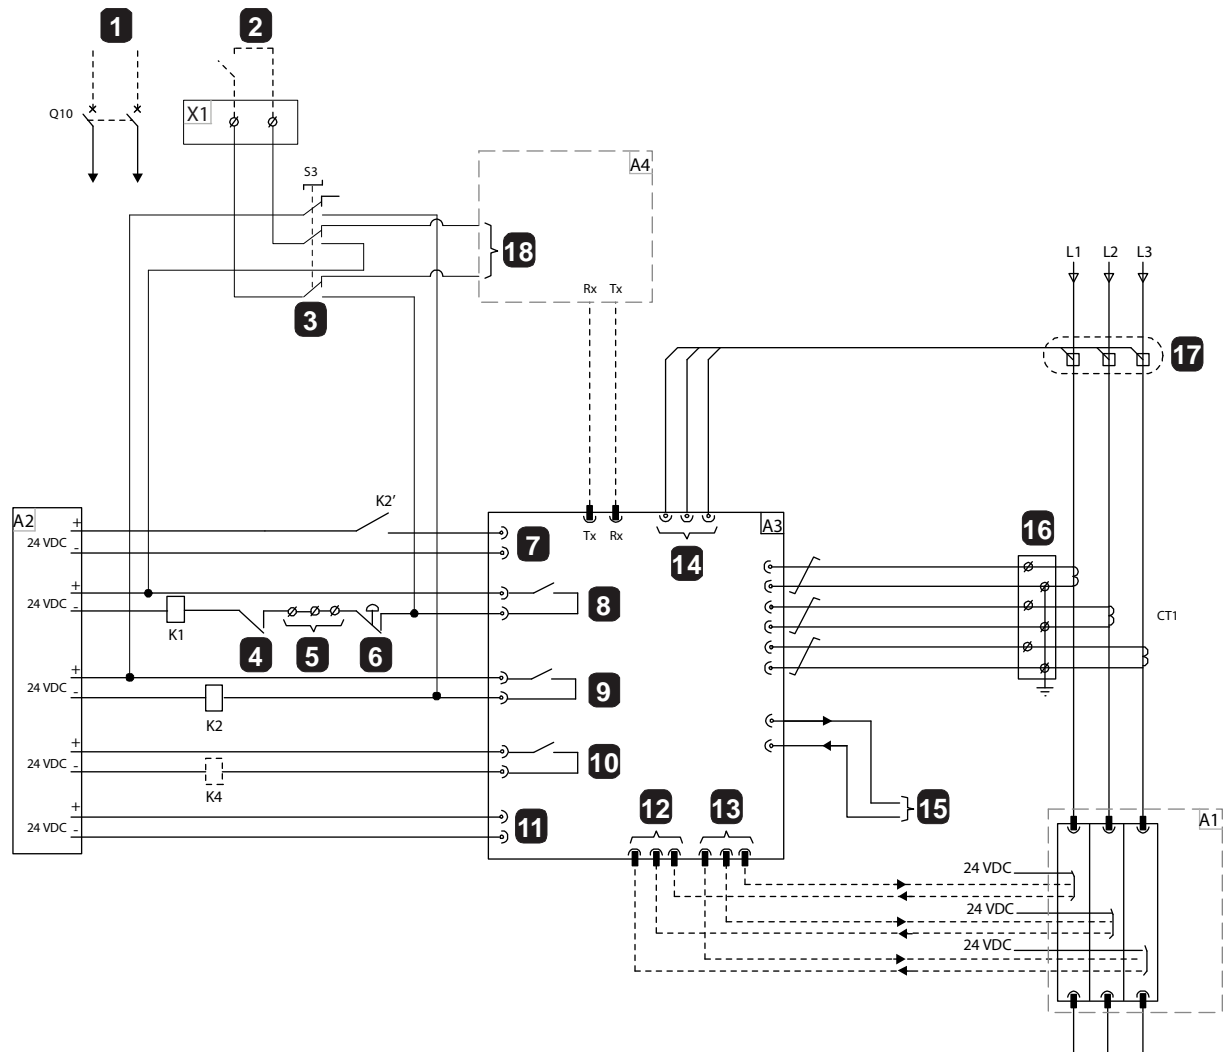 1 2
Q10
X1
S3
A4
18
3
Rx Tx
L1 L2 L3
17
K2′
A2
+
24 VDC
-
7
Tx Rx
A3
14
16
+
24 VDC
-
K1
4
5
6
8
CT1
+
24 VDC
-
K2
9
+
24 VDC
-
K4
10
+
24 VDC
-
11
12 13
15
A1
24 VDC
24 VDC
24 VDC